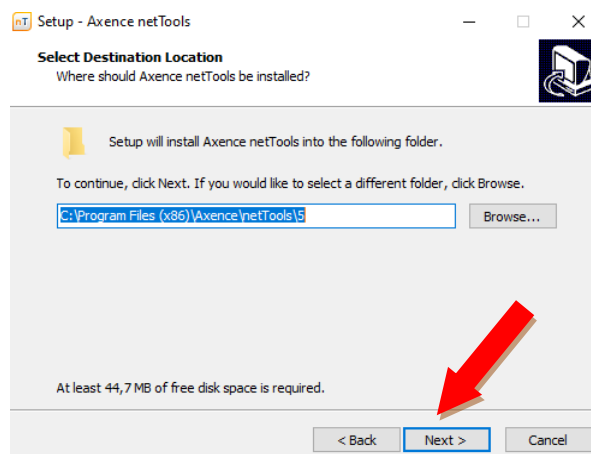 nT Setup - Axence netTools
Select Destination Location
Where should Axence netTools be installed?
Setup will install Axence netTools into the following folder.
To continue, click Next. If you would like to select a different folder, click Browse.
C:\Program Files (x86)\Axence\netTools\5 Browse...
At least 44,7 MB of free disk space is required.
< Back Next > Cancel